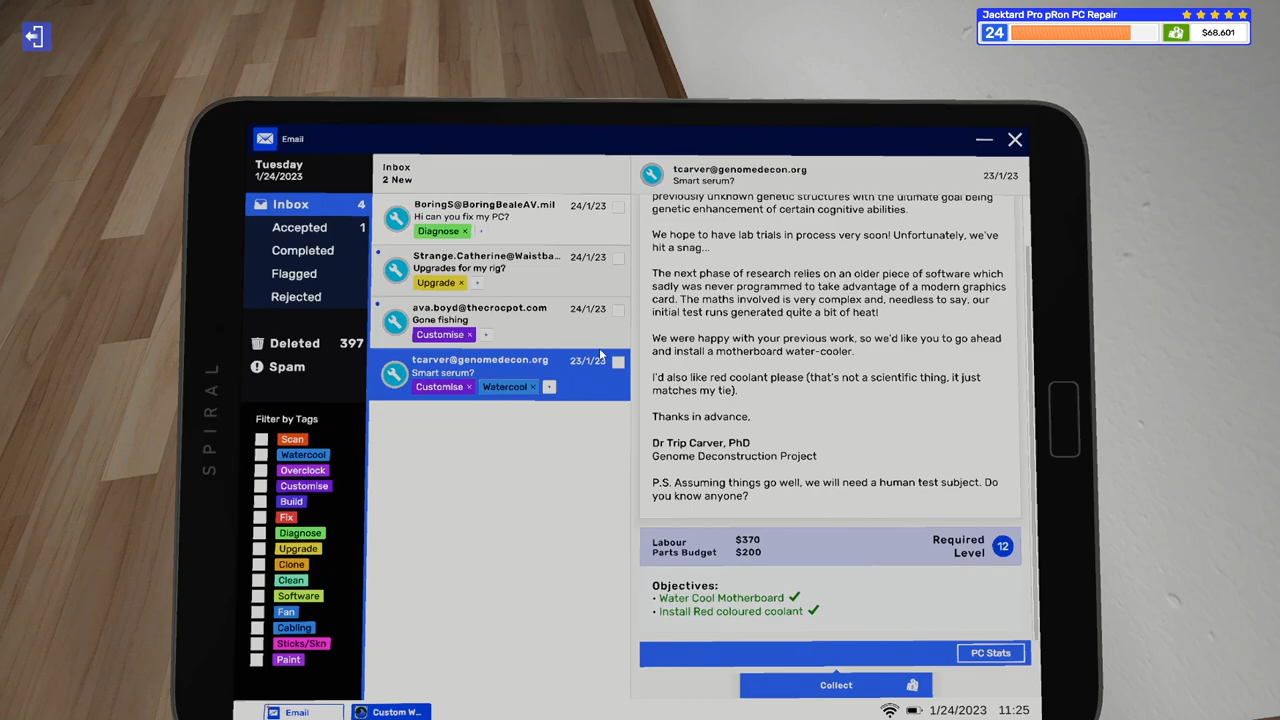 Jacktard Pro pRon PC Repair
24
$68,601
Email
Tuesday
1/24/2023
Inbox 4
Accepted 1
Completed
Flagged
Rejected
Deleted 397
Spam
SPIRAL
Filter by Tags
Scan
Watercool
Overclock
Customise
Build
Fix
Diagnose
Upgrade
Clone
Clean
Software
Fan
Cabling
Sticks/Skn
Paint
Inbox
2 New
BoringS@BoringBealeAV.mil 24/1/23
Hi can you fix my PC?
Diagnose × +
Strange.Catherine@Waistba... 24/1/23
Upgrades for my rig?
Upgrade × +
ava.boyd@thecrocpot.com 24/1/23
Gone fishing
Customise × +
tcarver@genomedecon.org 23/1/23
Smart serum?
Customise × Watercool × +
tcarver@genomedecon.org 23/1/23
Smart serum?
previously unknown genetic structures with the ultimate goal being
genetic enhancement of certain cognitive abilities.
We hope to have lab trials in process very soon! Unfortunately, we've
hit a snag...
The next phase of research relies on an older piece of software which
sadly was never programmed to take advantage of a modern graphics
card. The maths involved is very complex and, needless to say, our
initial test runs generated quite a bit of heat!
We were happy with your previous work, so we'd like you to go ahead
and install a motherboard water-cooler.
I'd also like red coolant please (that's not a scientific thing, it just
matches my tie).
Thanks in advance,
Dr Trip Carver, PhD
Genome Deconstruction Project
P.S. Assuming things go well, we will need a human test subject. Do
you know anyone?
Labour $370
Parts Budget $200
Required
Level 12
Objectives:
• Water Cool Motherboard ✓
• Install Red coloured coolant ✓
PC Stats
Collect
Email
Custom W...
1/24/2023 11:25